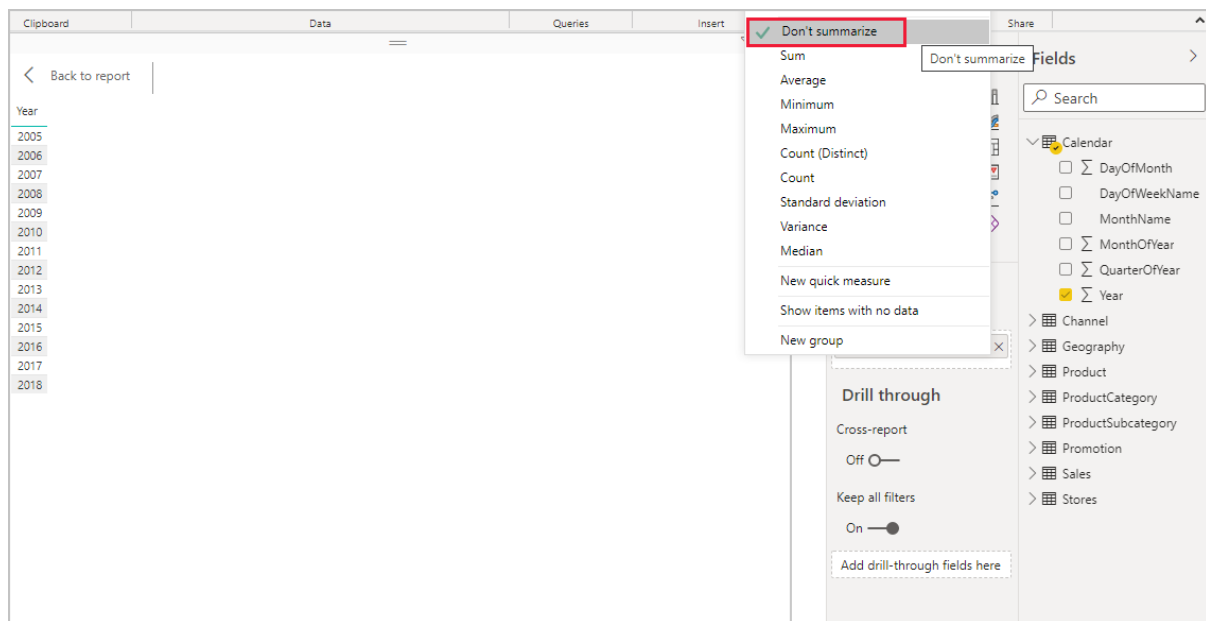 Clipboard
Data
Queries
Insert
Share
Back to report
Year
2005
2006
2007
2008
2009
2010
2011
2012
2013
2014
2015
2016
2017
2018
Don't summarize
Sum
Average
Minimum
Maximum
Count (Distinct)
Count
Standard deviation
Variance
Median
New quick measure
Show items with no data
New group
Don't summarize
Drill through
Cross-report
Off
Keep all filters
On
Add drill-through fields here
Fields
Search
Calendar
∑ DayOfMonth
DayOfWeekName
MonthName
∑ MonthOfYear
∑ QuarterOfYear
∑ Year
Channel
Geography
Product
ProductCategory
ProductSubcategory
Promotion
Sales
Stores